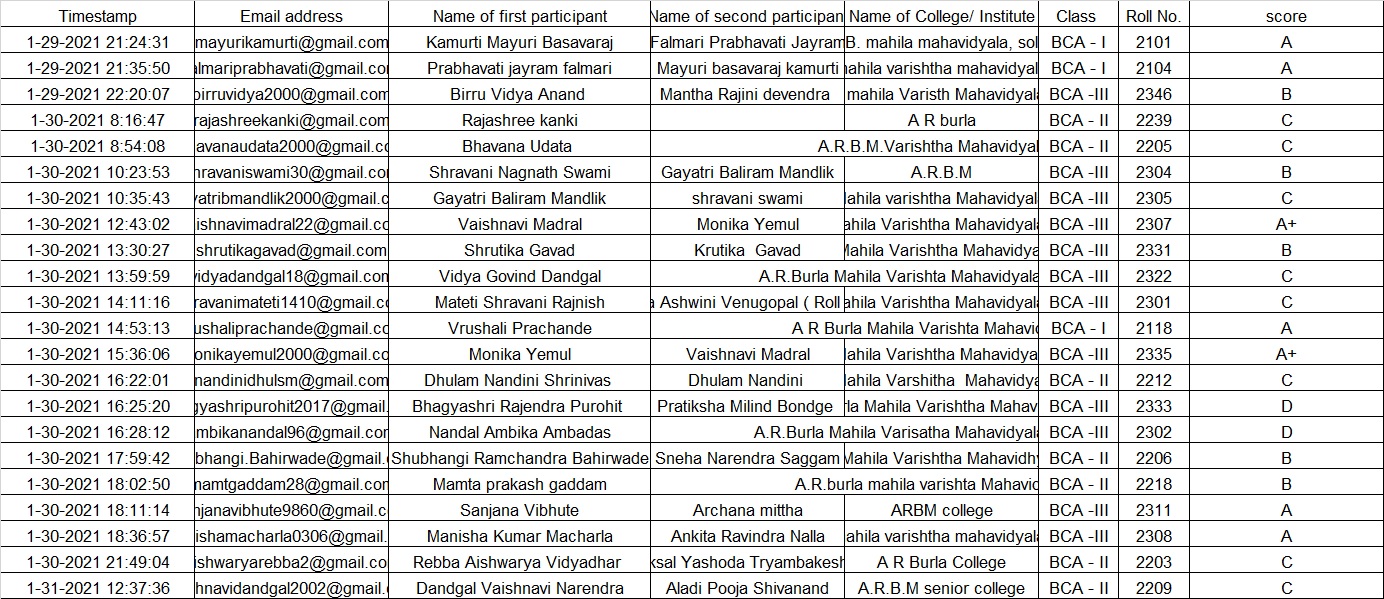 Timestamp Email address Name of first participant Name of second participan Name of College/ Institute Class Roll No. score
1-29-2021 21:24:31 mayurikamurti@gmail.com Kamurti Mayuri Basavaraj Falmari Prabhavati Jayram B. mahila mahavidyala, sol BCA - I 2101 A
1-29-2021 21:35:50 almariprabhavati@gmail.com Prabhavati jayram falmari Mayuri basavaraj kamurti ahila varishtha mahavidyal BCA - I 2104 A
1-29-2021 22:20:07 birruvidya2000@gmail.com Birru Vidya Anand Mantha Rajini devendra mahila Varisth Mahavidyala BCA -III 2346 B
1-30-2021 8:16:47 rajashreekanki@gmail.com Rajashree kanki A R burla BCA - II 2239 C
1-30-2021 8:54:08 avanaudata2000@gmail.co Bhavana Udata A.R.B.M.Varishtha Mahavidyal BCA - II 2205 C
1-30-2021 10:23:53 hravaniswami30@gmail.com Shravani Nagnath Swami Gayatri Baliram Mandlik A.R.B.M BCA -III 2304 B
1-30-2021 10:35:43 yatribmandlik2000@gmail.c Gayatri Baliram Mandlik shravani swami Mahila varishtha mahavidyal BCA -III 2305 C
1-30-2021 12:43:02 ishnavimadral22@gmail.com Vaishnavi Madral Monika Yemul ahila Varishtha Mahavidyal BCA -III 2307 A+
1-30-2021 13:30:27 shrutikagavad@gmail.com Shrutika Gavad Krutika Gavad Mahila Varishtha Mahavidyal BCA -III 2331 B
1-30-2021 13:59:59 vidyadandgal18@gmail.com Vidya Govind Dandgal A.R.Burla Mahila Varishta Mahavidyala BCA -III 2322 C
1-30-2021 14:11:16 ravanimateti1410@gmail.co Mateti Shravani Rajnish a Ashwini Venugopal ( Roll ahila Varishtha Mahavidyal BCA -III 2301 C
1-30-2021 14:53:13 ushaliprachande@gmail.co Vrushali Prachande A R Burla Mahila Varishta Mahavid BCA - I 2118 A
1-30-2021 15:36:06 onikayemul2000@gmail.com Monika Yemul Vaishnavi Madral Mahila Varishtha Mahavidya BCA -III 2335 A+
1-30-2021 16:22:01 nandinidhulsm@gmail.com Dhulam Nandini Shrinivas Dhulam Nandini Mahila Varshitha Mahavidya BCA - II 2212 C
1-30-2021 16:25:20 gyashripurohit2017@gmail. Bhagyashri Rajendra Purohit Pratiksha Milind Bondge rla Mahila Varishtha Mahav BCA -III 2333 D
1-30-2021 16:28:12 mbikanandal96@gmail.com Nandal Ambika Ambadas A.R.Burla Mahila Varisatha Mahavidyal BCA -III 2302 D
1-30-2021 17:59:42 bhangi.Bahirwade@gmail. Shubhangi Ramchandra Bahirwade Sneha Narendra Saggam Mahila Varishtha Mahavidhy BCA - II 2206 B
1-30-2021 18:02:50 mamtgaddam28@gmail.com Mamta prakash gaddam A.R.burla mahila varishta Mahavid BCA - II 2218 B
1-30-2021 18:11:14 njanavibhute9860@gmail.c Sanjana Vibhute Archana mittha ARBM college BCA -III 2311 A
1-30-2021 18:36:57 ishamacharla0306@gmail. Manisha Kumar Macharla Ankita Ravindra Nalla ahila varishtha mahavidyal BCA -III 2308 A
1-30-2021 21:49:04 ishwaryarebba2@gmail.co Rebba Aishwarya Vidyadhar ksal Yashoda Tryambakesh A R Burla College BCA - II 2203 C
1-31-2021 12:37:36 hnavidandgal2002@gmail. Dandgal Vaishnavi Narendra Aladi Pooja Shivanand A.R.B.M senior college BCA - II 2209 C